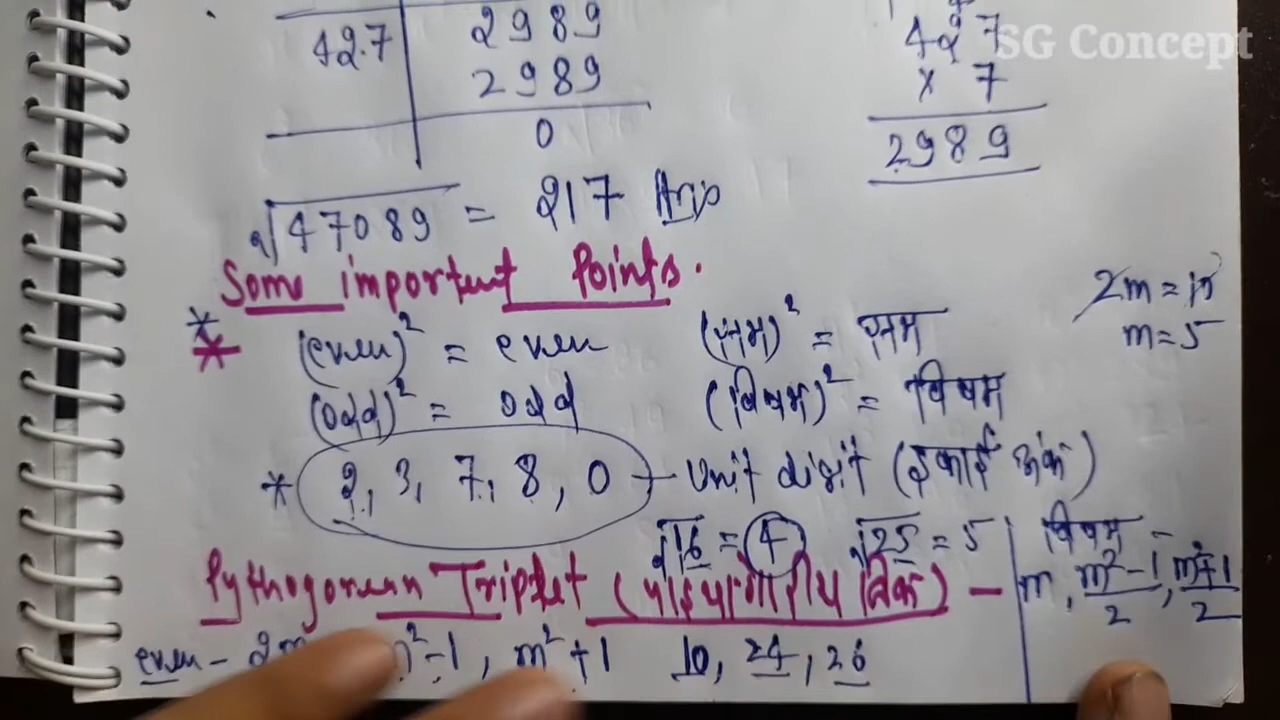 427 | 2989
2989
0
427
× 7
2989
SG Concept
√47089 = 217 Ans
Some important Points.
2m = 10
m = 5
* (even)² = even (सम)² = सम
(odd)² = odd (विषम)² = विषम
* 2, 3, 7, 8, 0 — Unit digit (इकाई अंक)
√16 = 4 √25 = 5
Pythagorean Triplet (पाइथागोरीय त्रिक) —
विषम -
m, m²-1/2, m²+1/2
even - 2m, m²-1, m²+1 10, 24, 26